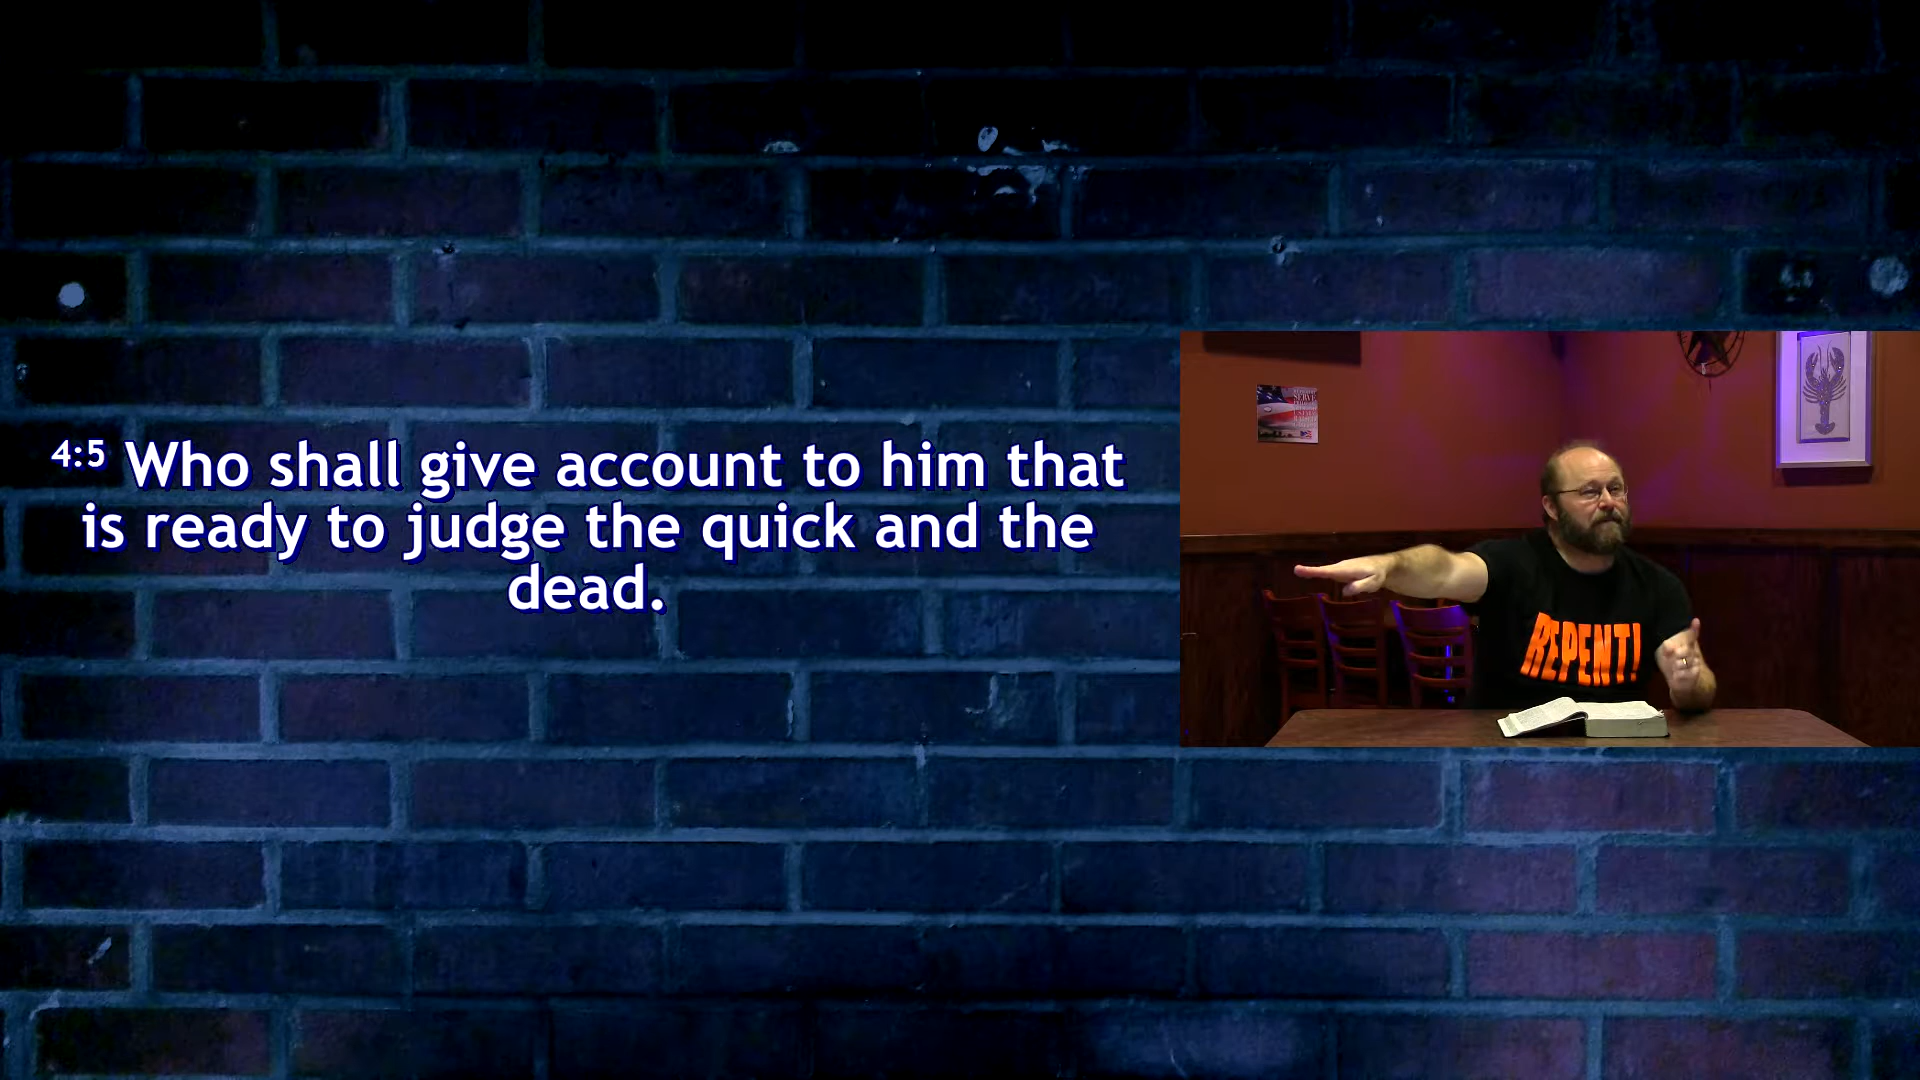 4:5 Who shall give account to him that
is ready to judge the quick and the
dead.
SERVE
REPENT!